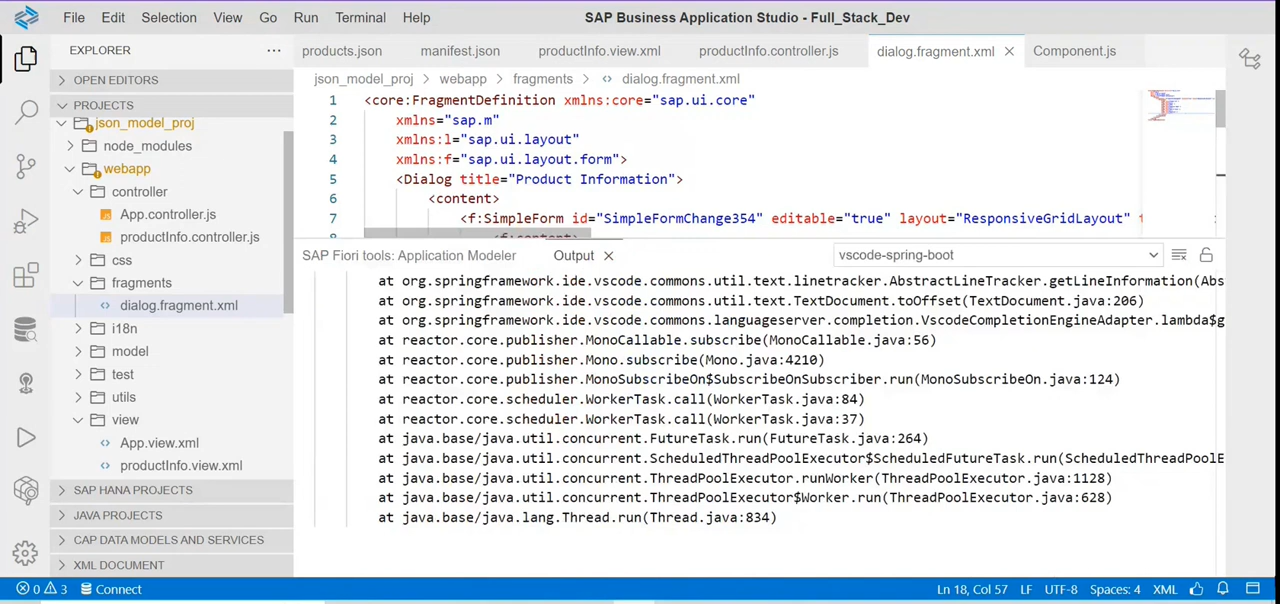 File Edit Selection View Go Run Terminal Help SAP Business Application Studio - Full_Stack_Dev
EXPLORER ...
OPEN EDITORS
PROJECTS
json_model_proj
node_modules
webapp
controller
App.controller.js
productInfo.controller.js
css
fragments
dialog.fragment.xml
i18n
model
test
utils
view
App.view.xml
productInfo.view.xml
SAP HANA PROJECTS
JAVA PROJECTS
CAP DATA MODELS AND SERVICES
XML DOCUMENT
products.json manifest.json productInfo.view.xml productInfo.controller.js dialog.fragment.xml Component.js
json_model_proj > webapp > fragments > dialog.fragment.xml
1 <core:FragmentDefinition xmlns:core="sap.ui.core"
2 xmlns="sap.m"
3 xmlns:l="sap.ui.layout"
4 xmlns:f="sap.ui.layout.form">
5 <Dialog title="Product Information">
6 <content>
7 <f:SimpleForm id="SimpleFormChange354" editable="true" layout="ResponsiveGridLayout"
8 <f:content>
SAP Fiori tools: Application Modeler Output vscode-spring-boot
at org.springframework.ide.vscode.commons.util.text.linetracker.AbstractLineTracker.getLineInformation(Abs
at org.springframework.ide.vscode.commons.util.text.TextDocument.toOffset(TextDocument.java:206)
at org.springframework.ide.vscode.commons.languageserver.completion.VscodeCompletionEngineAdapter.lambda$g
at reactor.core.publisher.MonoCallable.subscribe(MonoCallable.java:56)
at reactor.core.publisher.Mono.subscribe(Mono.java:4210)
at reactor.core.publisher.MonoSubscribeOn$SubscribeOnSubscriber.run(MonoSubscribeOn.java:124)
at reactor.core.scheduler.WorkerTask.call(WorkerTask.java:84)
at reactor.core.scheduler.WorkerTask.call(WorkerTask.java:37)
at java.base/java.util.concurrent.FutureTask.run(FutureTask.java:264)
at java.base/java.util.concurrent.ScheduledThreadPoolExecutor$ScheduledFutureTask.run(ScheduledThreadPoolE
at java.base/java.util.concurrent.ThreadPoolExecutor.runWorker(ThreadPoolExecutor.java:1128)
at java.base/java.util.concurrent.ThreadPoolExecutor$Worker.run(ThreadPoolExecutor.java:628)
at java.base/java.lang.Thread.run(Thread.java:834)
0 3 Connect Ln 18, Col 57 LF UTF-8 Spaces: 4 XML